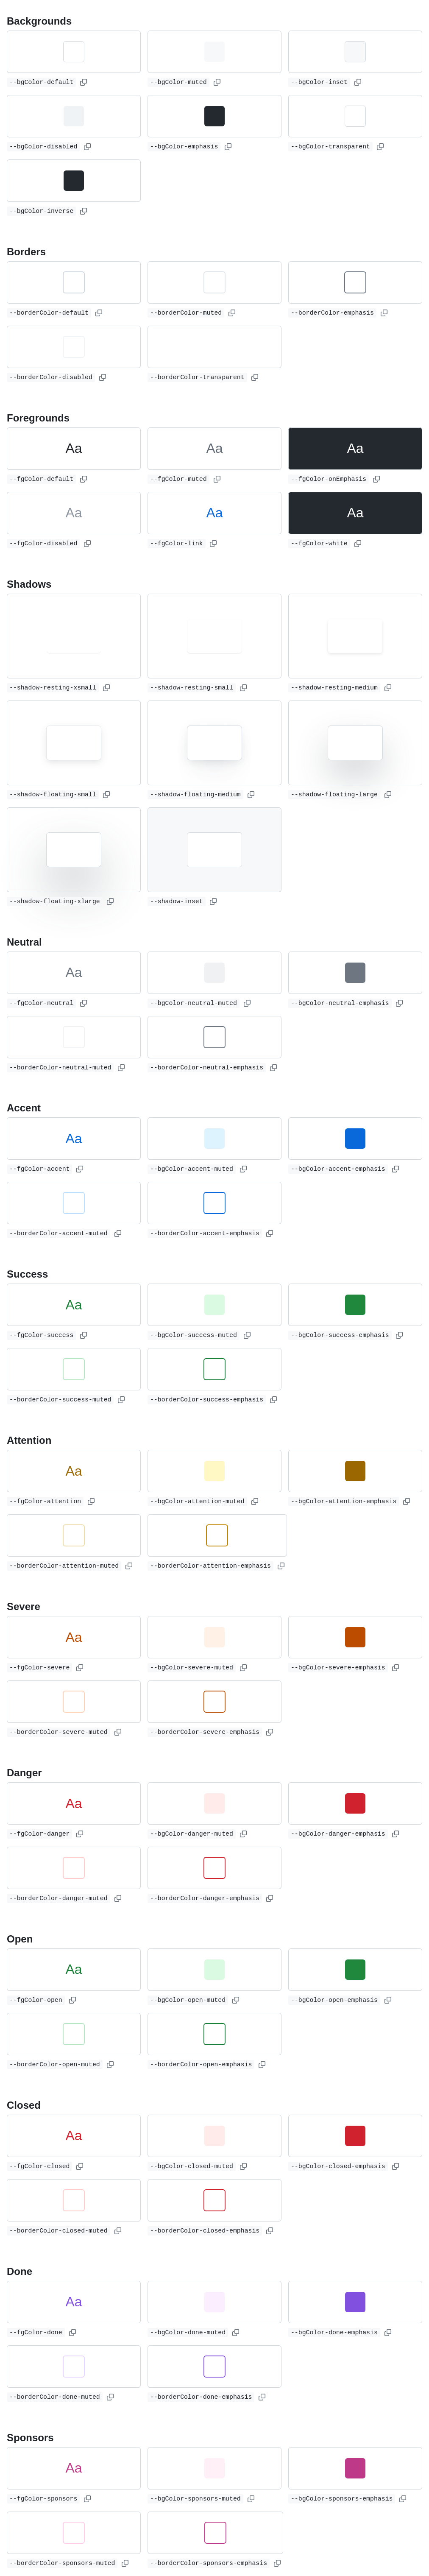 Backgrounds
--bgColor-default --bgColor-muted --bgColor-inset
--bgColor-disabled --bgColor-emphasis --bgColor-transparent
--bgColor-inverse
Borders
--borderColor-default --borderColor-muted --borderColor-emphasis
--borderColor-disabled --borderColor-transparent
Foregrounds
Aa Aa Aa
--fgColor-default --fgColor-muted --fgColor-onEmphasis
Aa Aa Aa
--fgColor-disabled --fgColor-link --fgColor-white
Shadows
--shadow-resting-xsmall --shadow-resting-small --shadow-resting-medium
--shadow-floating-small --shadow-floating-medium --shadow-floating-large
--shadow-floating-xlarge --shadow-inset
Neutral
Aa
--fgColor-neutral --bgColor-neutral-muted --bgColor-neutral-emphasis
--borderColor-neutral-muted --borderColor-neutral-emphasis
Accent
Aa
--fgColor-accent --bgColor-accent-muted --bgColor-accent-emphasis
--borderColor-accent-muted --borderColor-accent-emphasis
Success
Aa
--fgColor-success --bgColor-success-muted --bgColor-success-emphasis
--borderColor-success-muted --borderColor-success-emphasis
Attention
Aa
--fgColor-attention --bgColor-attention-muted --bgColor-attention-emphasis
--borderColor-attention-muted --borderColor-attention-emphasis
Severe
Aa
--fgColor-severe --bgColor-severe-muted --bgColor-severe-emphasis
--borderColor-severe-muted --borderColor-severe-emphasis
Danger
Aa
--fgColor-danger --bgColor-danger-muted --bgColor-danger-emphasis
--borderColor-danger-muted --borderColor-danger-emphasis
Open
Aa
--fgColor-open --bgColor-open-muted --bgColor-open-emphasis
--borderColor-open-muted --borderColor-open-emphasis
Closed
Aa
--fgColor-closed --bgColor-closed-muted --bgColor-closed-emphasis
--borderColor-closed-muted --borderColor-closed-emphasis
Done
Aa
--fgColor-done --bgColor-done-muted --bgColor-done-emphasis
--borderColor-done-muted --borderColor-done-emphasis
Sponsors
Aa
--fgColor-sponsors --bgColor-sponsors-muted --bgColor-sponsors-emphasis
--borderColor-sponsors-muted --borderColor-sponsors-emphasis